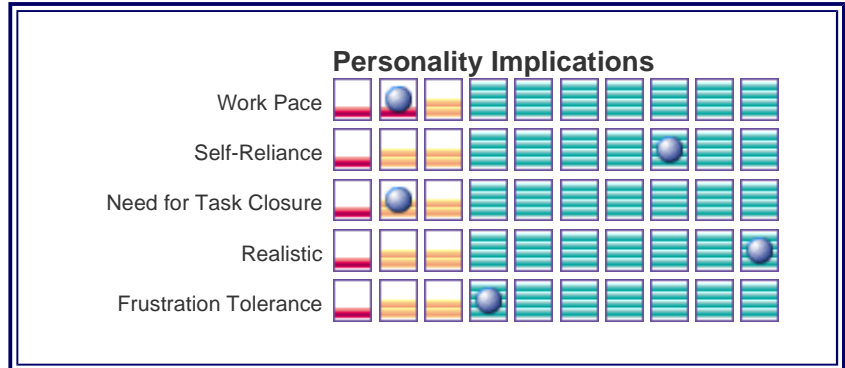 Personality Implications
Work Pace
Self-Reliance
Need for Task Closure
Realistic
Frustration Tolerance